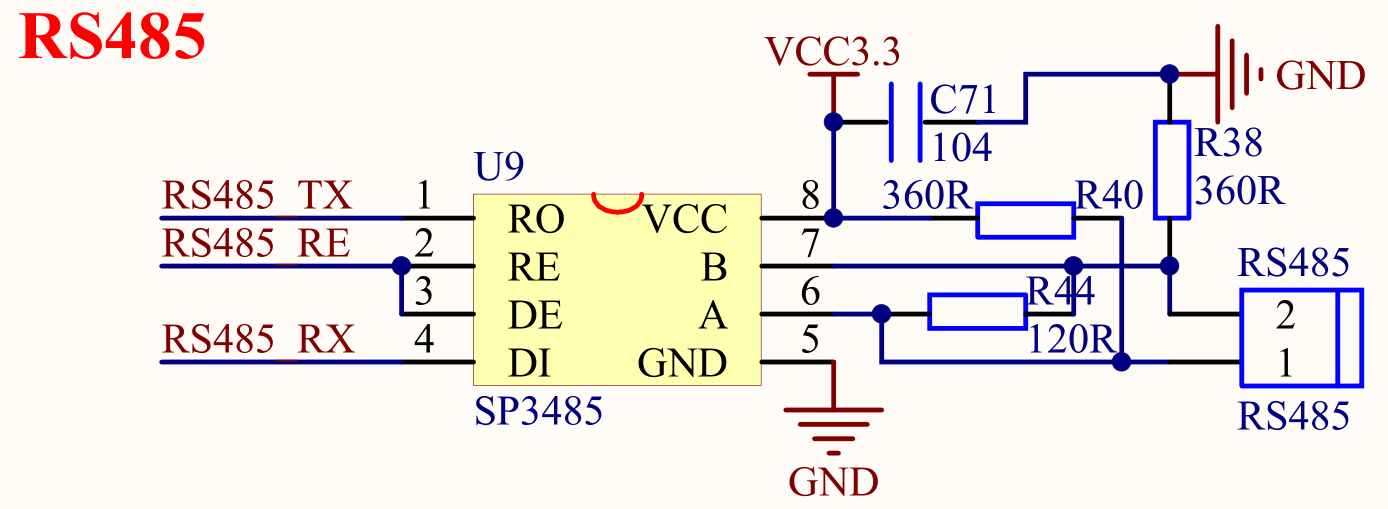 RS485
VCC3.3
C71
104
GND
R38
360R
U9
RS485_TX
1
RO
VCC
8
360R
R40
RS485_RE
2
RE
B
7
3
DE
A
6
R44
120R
RS485_RX
4
DI
GND
5
SP3485
GND
RS485
2
1
RS485